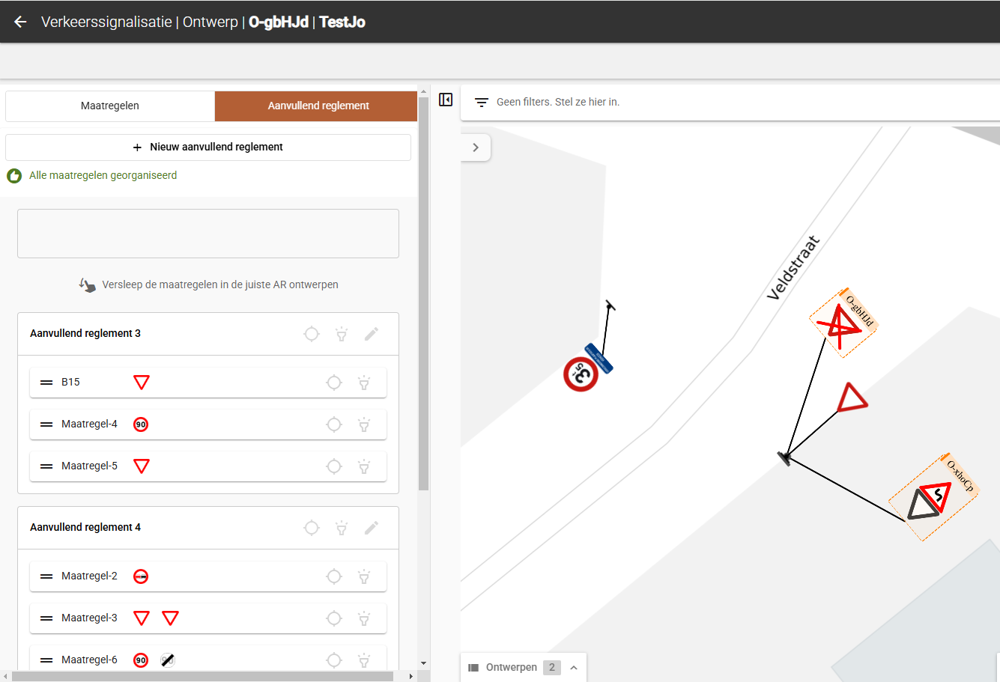 Verkeerssignalisatie | Ontwerp | O-gbHJd | TestJo
Maatregelen
Aanvullend reglement
+ Nieuw aanvullend reglement
Alle maatregelen georganiseerd
Versleep de maatregelen in de juiste AR ontwerpen
Aanvullend reglement 3
B15
Maatregel-4
90
Maatregel-5
Aanvullend reglement 4
Maatregel-2
Maatregel-3
Maatregel-6
90
Geen filters. Stel ze hier in.
Veldstraat
O-gbHJd
3,5t
O-xhoCp
Ontwerpen 2